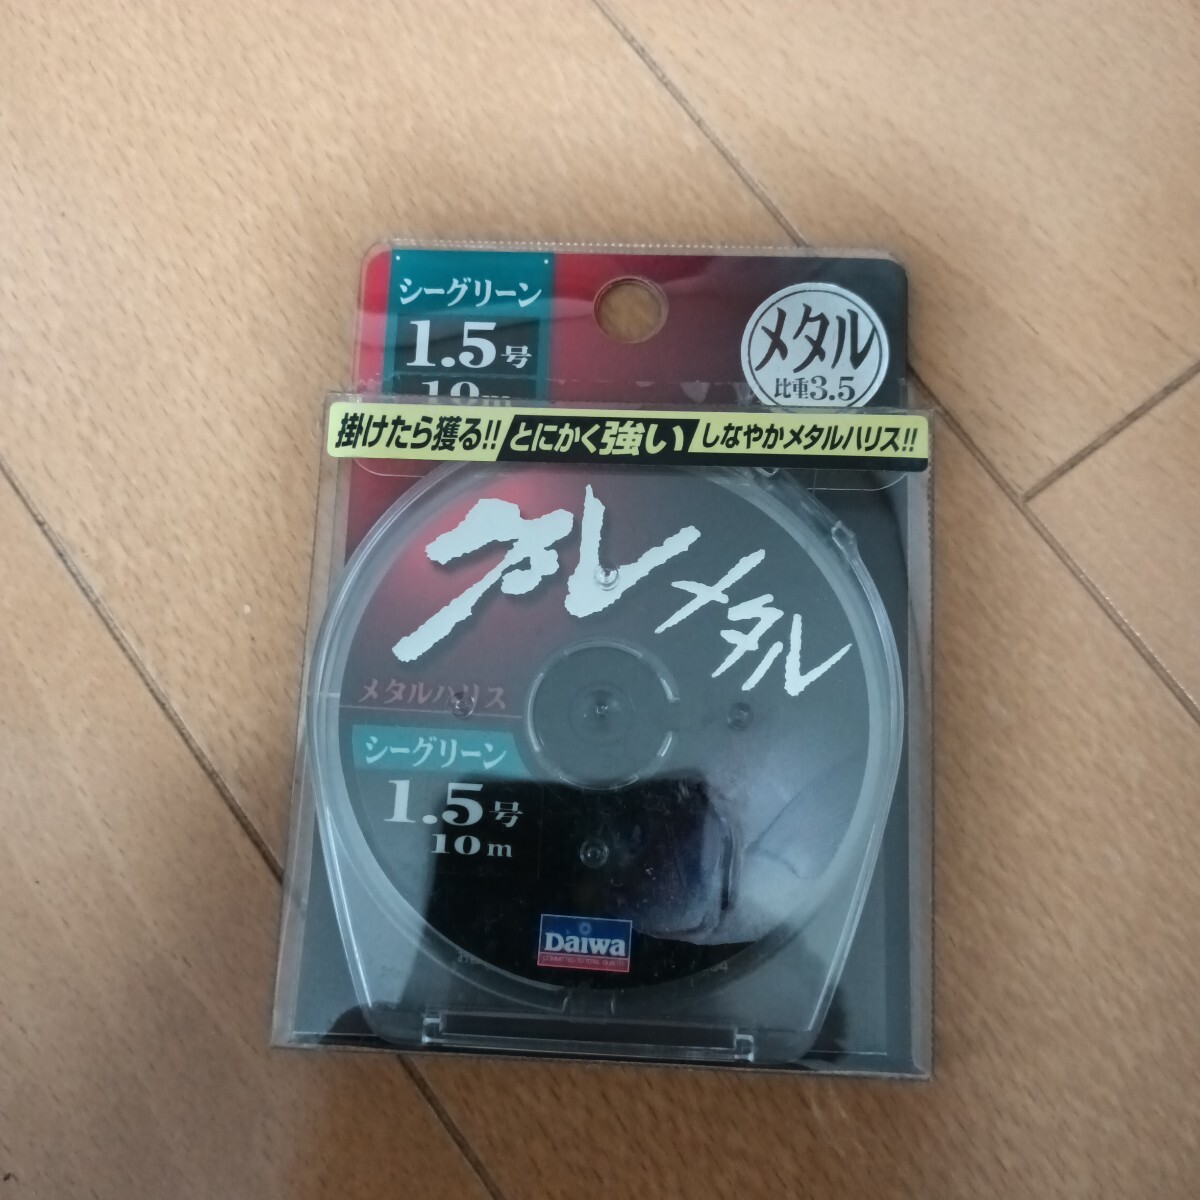 シーグリーン
1.5号
10m
メタル
比重3.5
掛けたら獲る!! とにかく強い しなやかメタルハリス!!
グレメタル
メタルハリス
シーグリーン
1.5号
10m
Daiwa